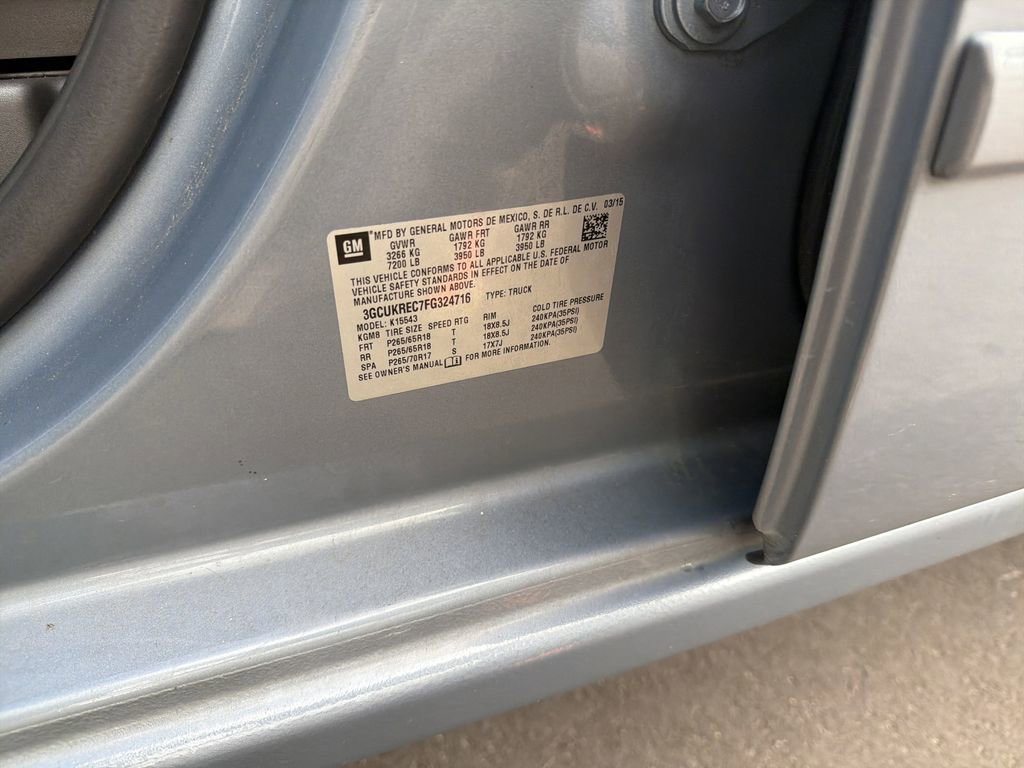 GM
MFD BY GENERAL MOTORS DE MEXICO, S. DE R.L. DE C.V. 03/15
GVWR GAWR FRT GAWR RR
3266 KG 1792 KG 1792 KG
7200 LB 3950 LB 3950 LB
THIS VEHICLE CONFORMS TO ALL APPLICABLE U.S. FEDERAL MOTOR
VEHICLE SAFETY STANDARDS IN EFFECT ON THE DATE OF
MANUFACTURE SHOWN ABOVE.
3GCUKREC7FG324716 TYPE: TRUCK
MODEL: K15543
KGM8 TIRE SIZE SPEED RTG RIM COLD TIRE PRESSURE
FRT P265/65R18 T 18X8.5J 240KPA(35PSI)
RR P265/65R18 T 18X8.5J 240KPA(35PSI)
SPA P265/70R17 S 17X7J 240KPA(35PSI)
SEE OWNER'S MANUAL FOR MORE INFORMATION.